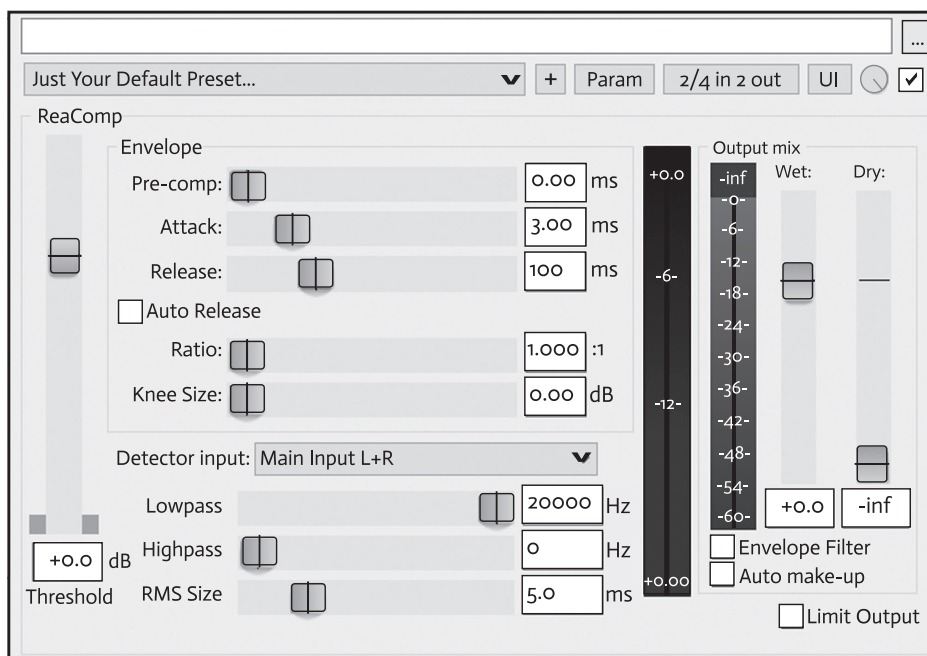 ...
Just Your Default Preset... + Param 2/4 in 2 out UI
ReaComp
Envelope
Pre-comp: 0.00 ms
Attack: 3.00 ms
Release: 100 ms
Auto Release
Ratio: 1.000 :1
Knee Size: 0.00 dB
Detector input: Main Input L+R
Lowpass 20000 Hz
Highpass 0 Hz
RMS Size 5.0 ms
+0.0 dB
Threshold
+0.0
-6-
-12-
+0.00
Output mix
Wet: Dry:
-inf
-0-
-6-
-12-
-18-
-24-
-30-
-36-
-42-
-48-
-54-
-60-
+0.0 -inf
Envelope Filter
Auto make-up
Limit Output